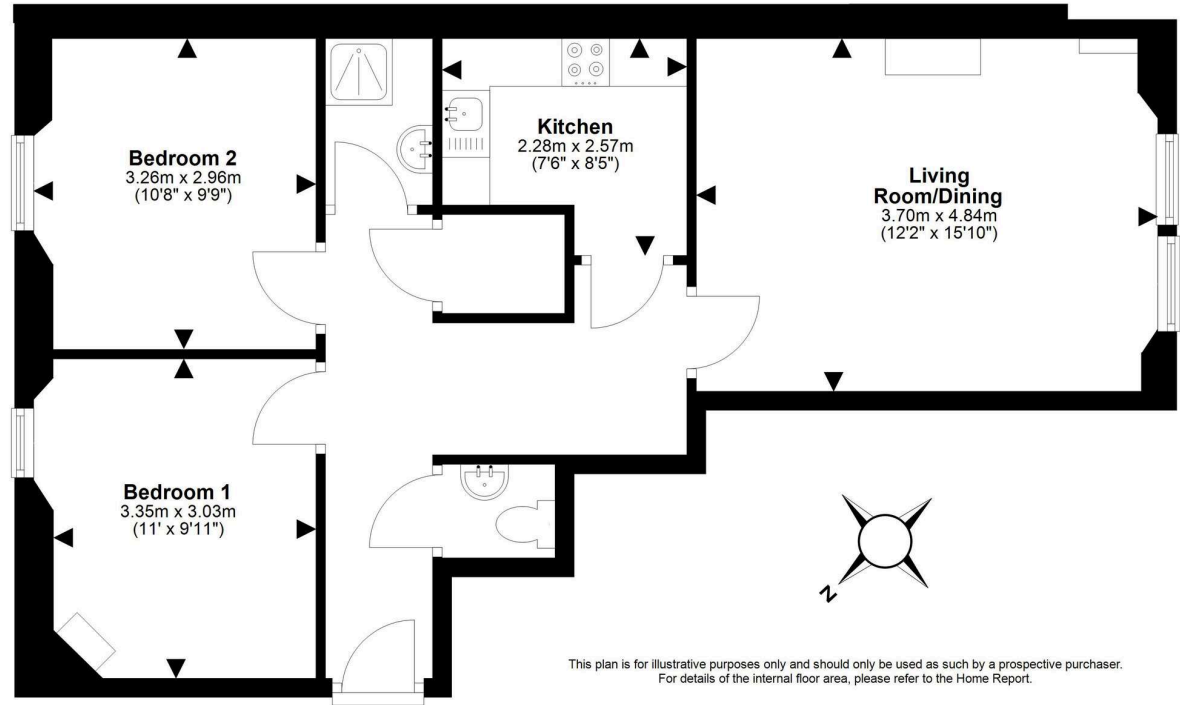 Bedroom 2
3.26m x 2.96m
(10'8" x 9'9")
Kitchen
2.28m x 2.57m
(7'6" x 8'5")
Living
Room/Dining
3.70m x 4.84m
(12'2" x 15'10")
Bedroom 1
3.35m x 3.03m
(11' x 9'11")
N
This plan is for illustrative purposes only and should only be used as such by a prospective purchaser.
For details of the internal floor area, please refer to the Home Report.